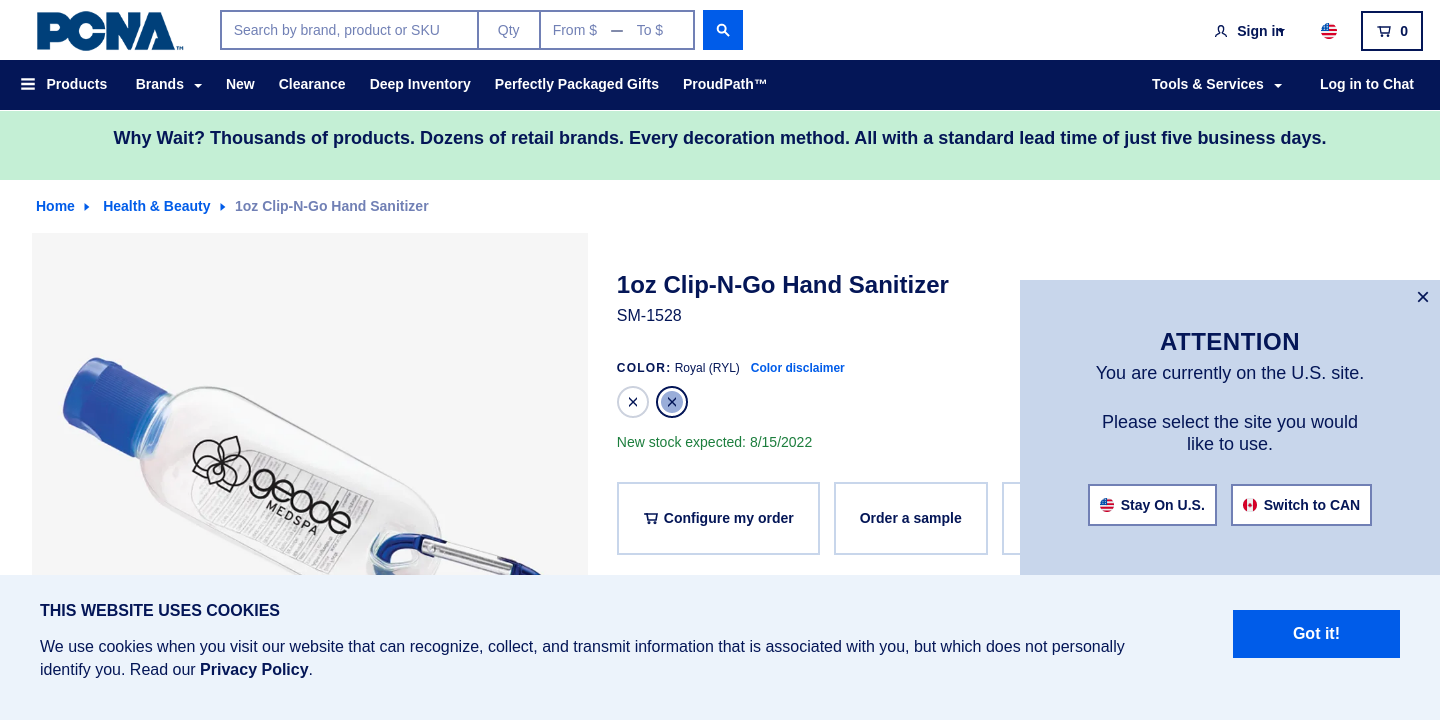 PCNA™
Search by brand, product or SKU
Qty
From $ — To $
Sign in
0
Products
Brands
New
Clearance
Deep Inventory
Perfectly Packaged Gifts
ProudPath™
Tools & Services
Log in to Chat
Why Wait? Thousands of products. Dozens of retail brands. Every decoration method. All with a standard lead time of just five business days.
Home
Health & Beauty
1oz Clip-N-Go Hand Sanitizer
geode
MEDSPA
1oz Clip-N-Go Hand Sanitizer
SM-1528
COLOR: Royal (RYL) Color disclaimer
New stock expected: 8/15/2022
Configure my order
Order a sample
×
ATTENTION
You are currently on the U.S. site.
Please select the site you would
like to use.
Stay On U.S.
Switch to CAN
THIS WEBSITE USES COOKIES
We use cookies when you visit our website that can recognize, collect, and transmit information that is associated with you, but which does not personally
identify you. Read our Privacy Policy.
Got it!